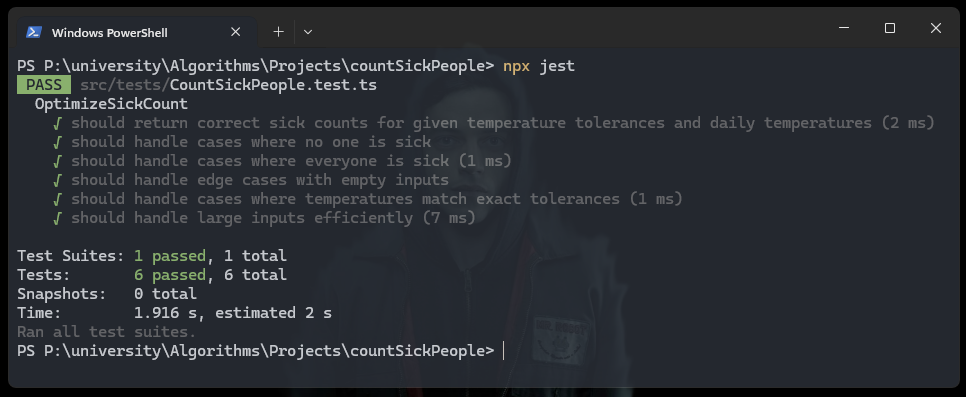 Windows PowerShell
PS P:\university\Algorithms\Projects\countSickPeople> npx jest
PASS src/tests/CountSickPeople.test.ts
OptimizeSickCount
√ should return correct sick counts for given temperature tolerances and daily temperatures (2 ms)
√ should handle cases where no one is sick
√ should handle cases where everyone is sick (1 ms)
√ should handle edge cases with empty inputs
√ should handle cases where temperatures match exact tolerances (1 ms)
√ should handle large inputs efficiently (7 ms)
Test Suites: 1 passed, 1 total
Tests: 6 passed, 6 total
Snapshots: 0 total
Time: 1.916 s, estimated 2 s
Ran all test suites.
PS P:\university\Algorithms\Projects\countSickPeople>